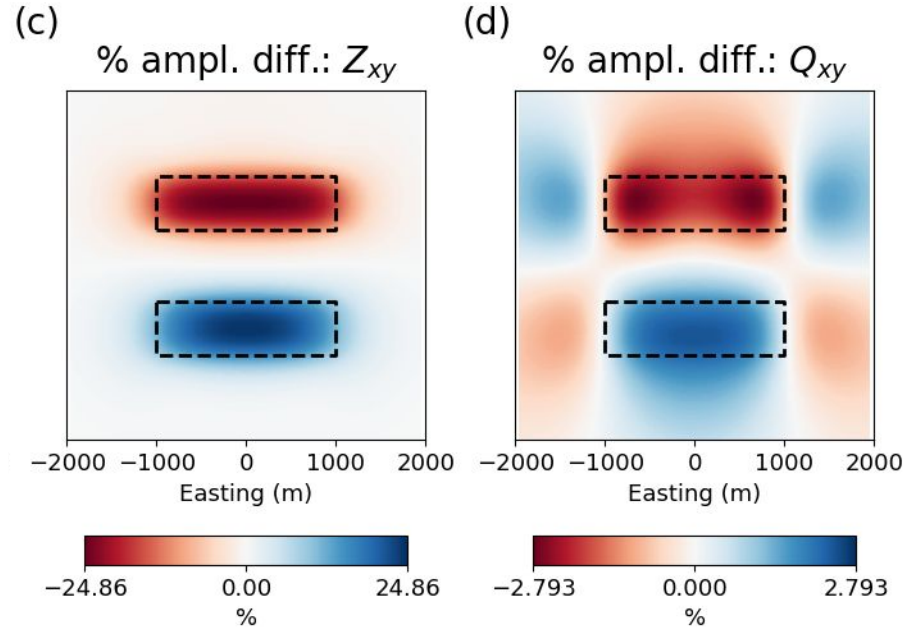 (c)
% ampl. diff.: Zxy
−2000 −1000 0 1000 2000
Easting (m)
−24.86 0.00 24.86
%
(d)
% ampl. diff.: Qxy
−2000 −1000 0 1000 2000
Easting (m)
−2.793 0.000 2.793
%